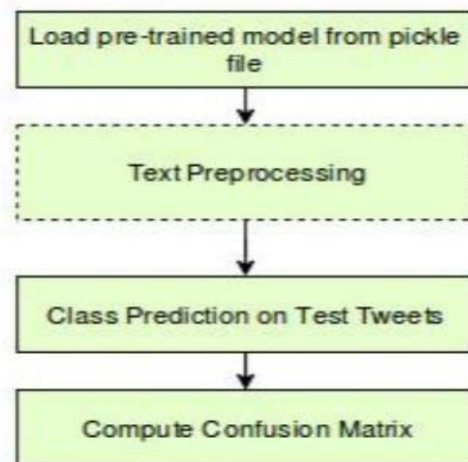 Load pre-trained model from pickle
file
Text Preprocessing
Class Prediction on Test Tweets
Compute Confusion Matrix